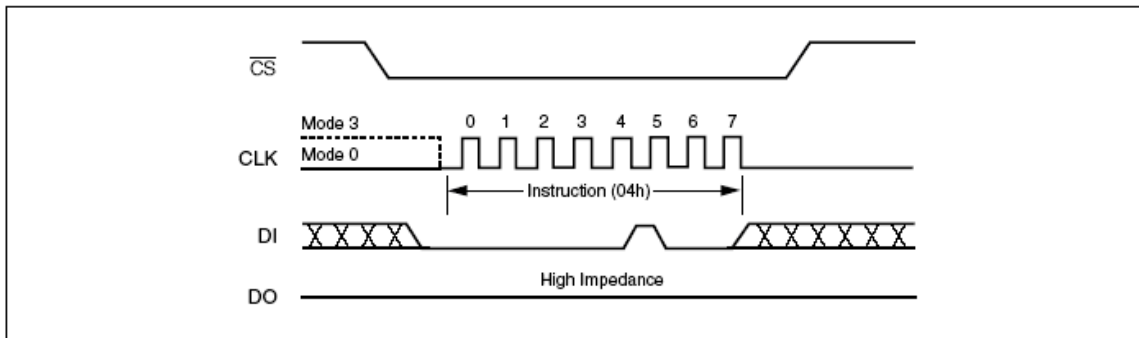 CS
Mode 3
0 1 2 3 4 5 6 7
CLK
Mode 0
Instruction (04h)
DI
High Impedance
DO